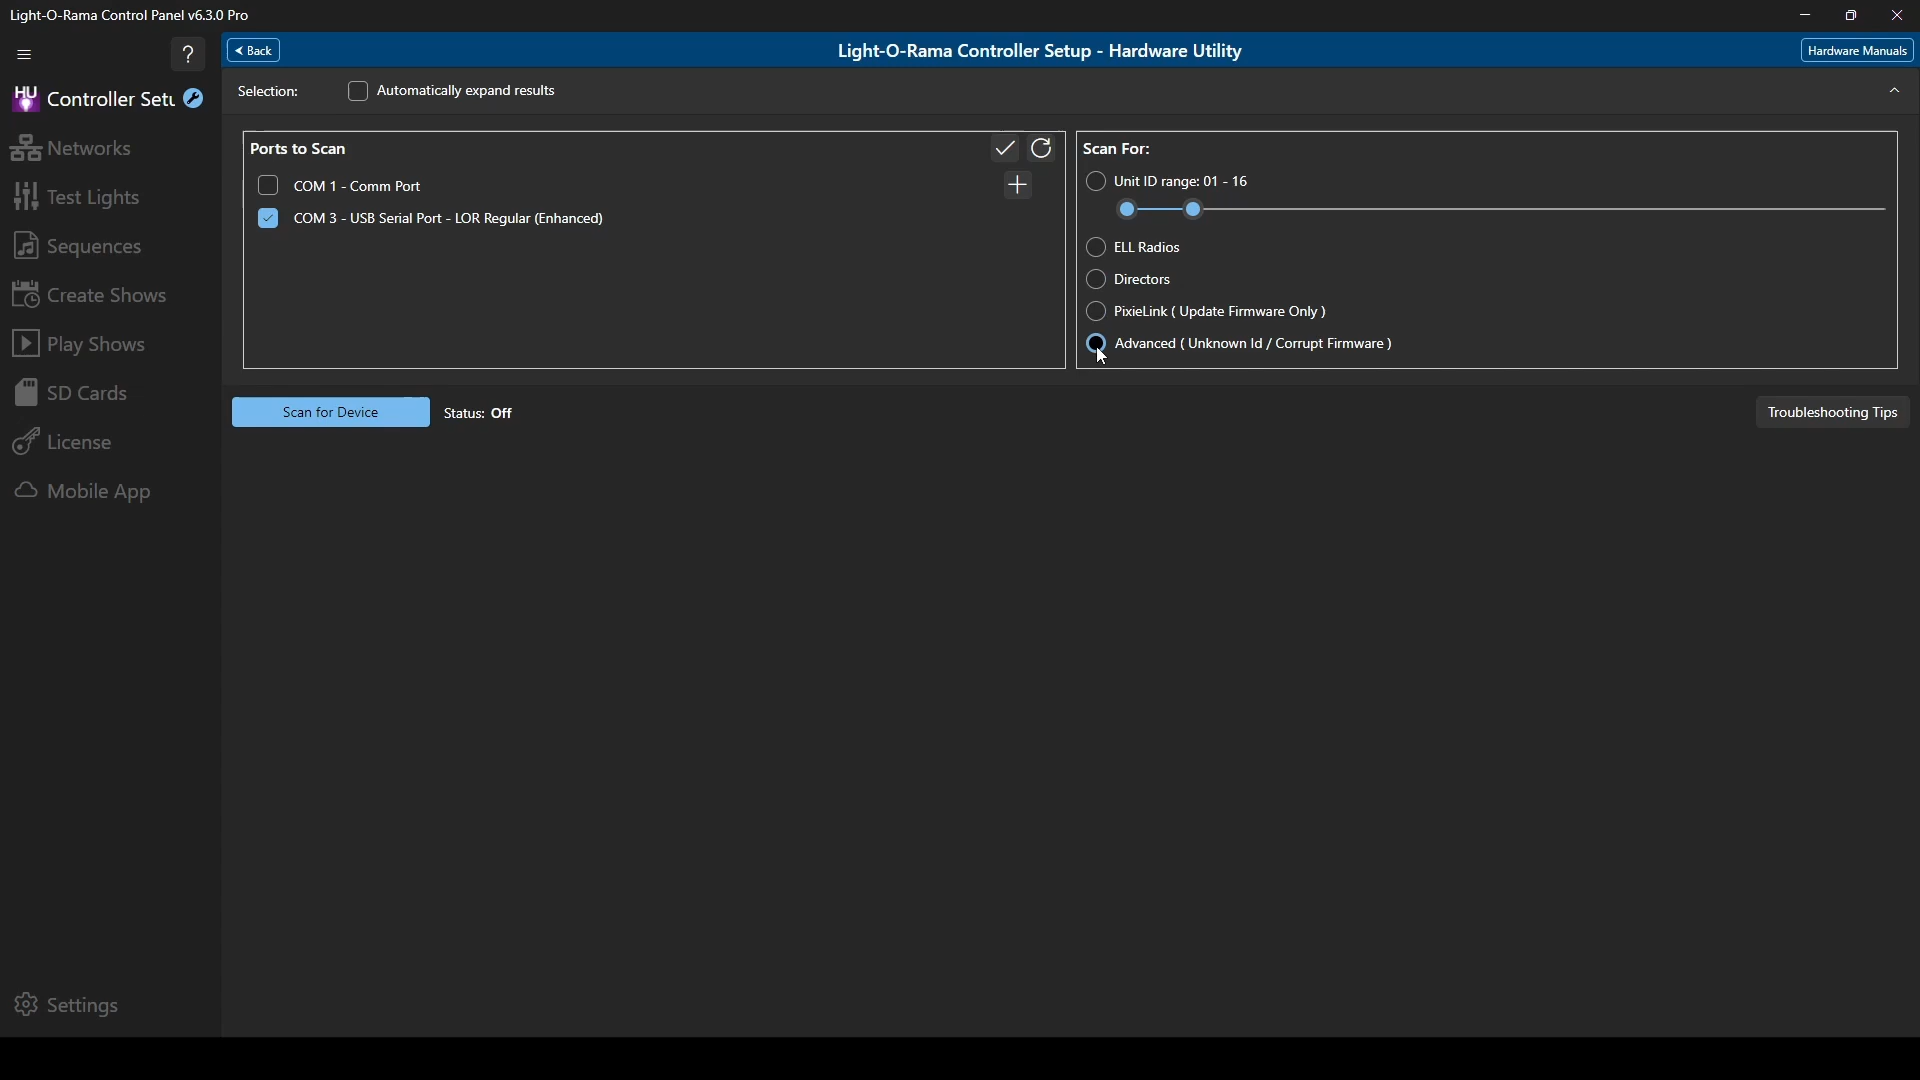 Light-O-Rama Control Panel v6.3.0 Pro
?
Back
Light-O-Rama Controller Setup - Hardware Utility
Hardware Manuals
HU
Controller Setu
Networks
Test Lights
Sequences
Create Shows
Play Shows
SD Cards
License
Mobile App
Settings
Selection:
Automatically expand results
Ports to Scan
COM 1 - Comm Port
COM 3 - USB Serial Port - LOR Regular (Enhanced)
Scan For:
Unit ID range: 01 - 16
ELL Radios
Directors
PixieLink ( Update Firmware Only )
Advanced ( Unknown Id / Corrupt Firmware )
Scan for Device
Status: Off
Troubleshooting Tips